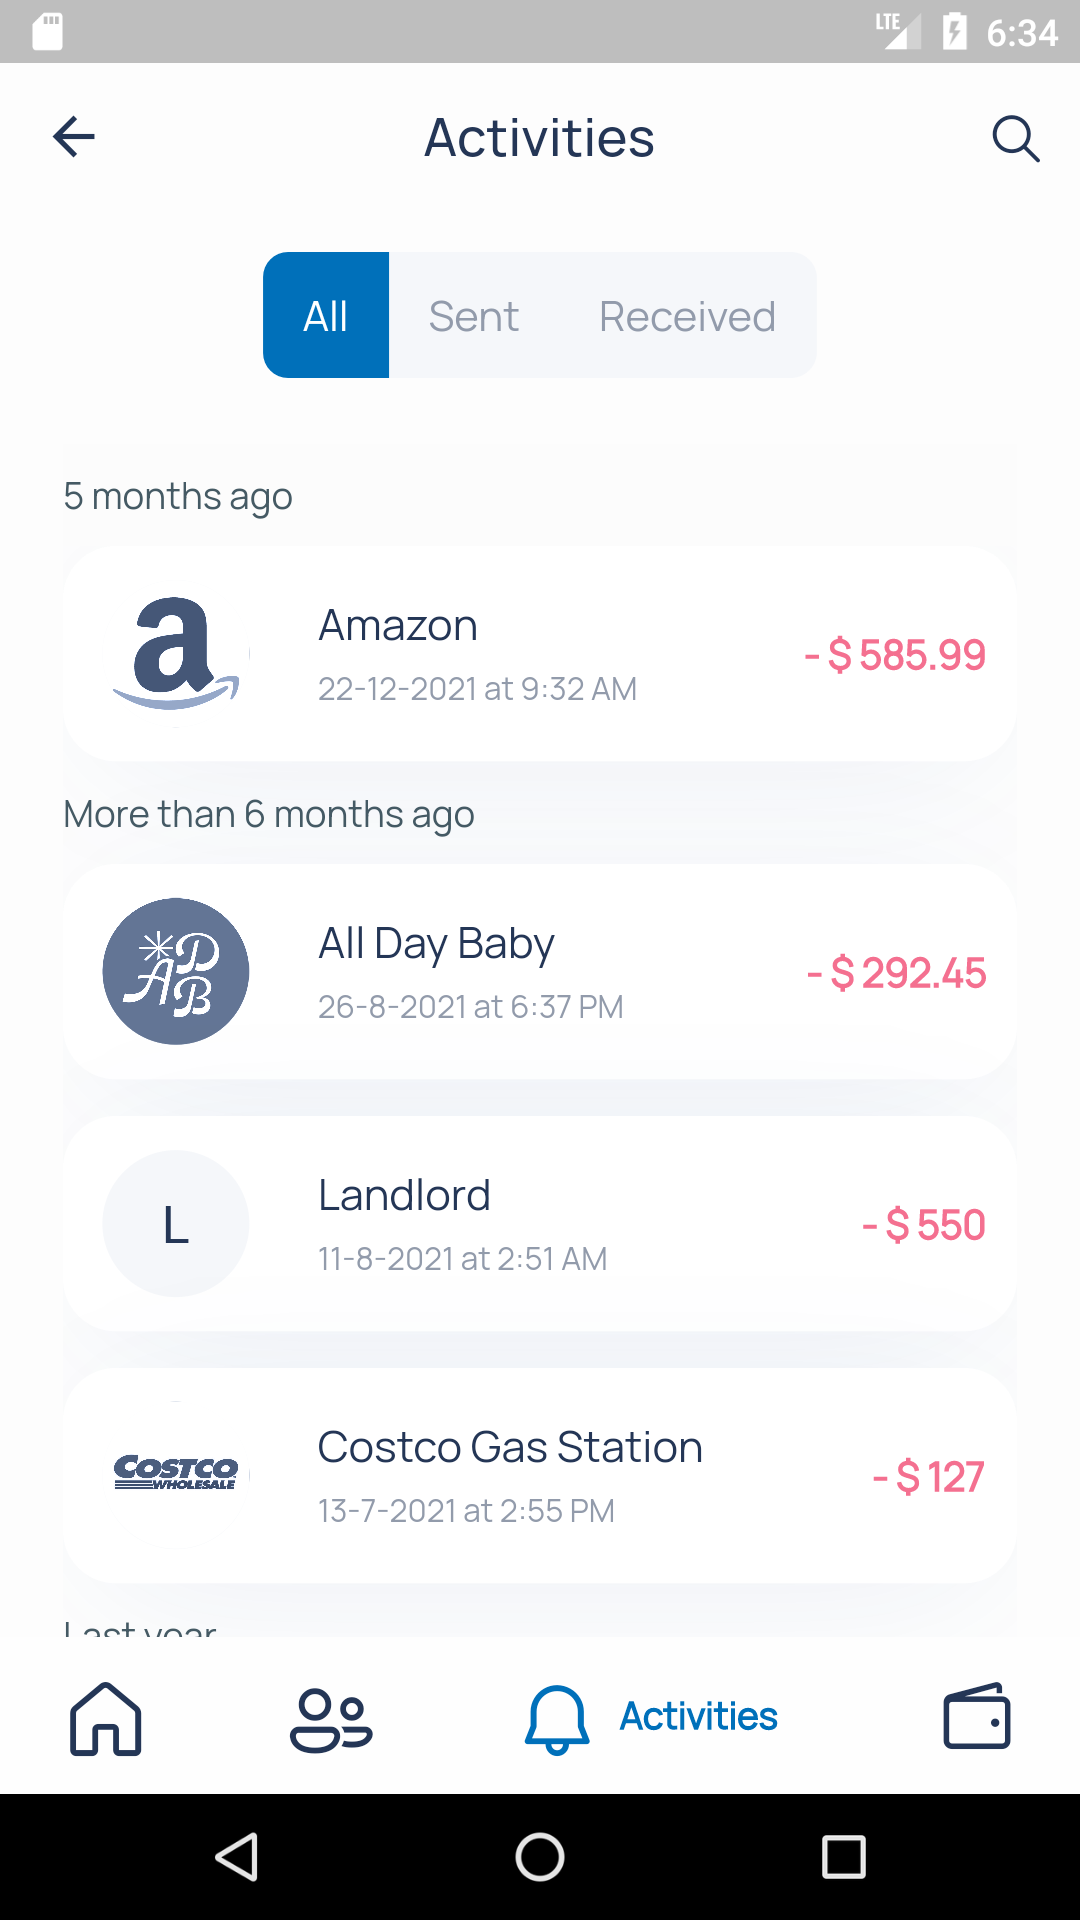 LTE 6:34
Activities
All Sent Received
5 months ago
a
Amazon
- $ 585.99
22-12-2021 at 9:32 AM
More than 6 months ago
ADB
All Day Baby
- $ 292.45
26-8-2021 at 6:37 PM
L
Landlord
- $ 550
11-8-2021 at 2:51 AM
COSTCO
WHOLESALE
Costco Gas Station
- $ 127
13-7-2021 at 2:55 PM
Last year
Activities